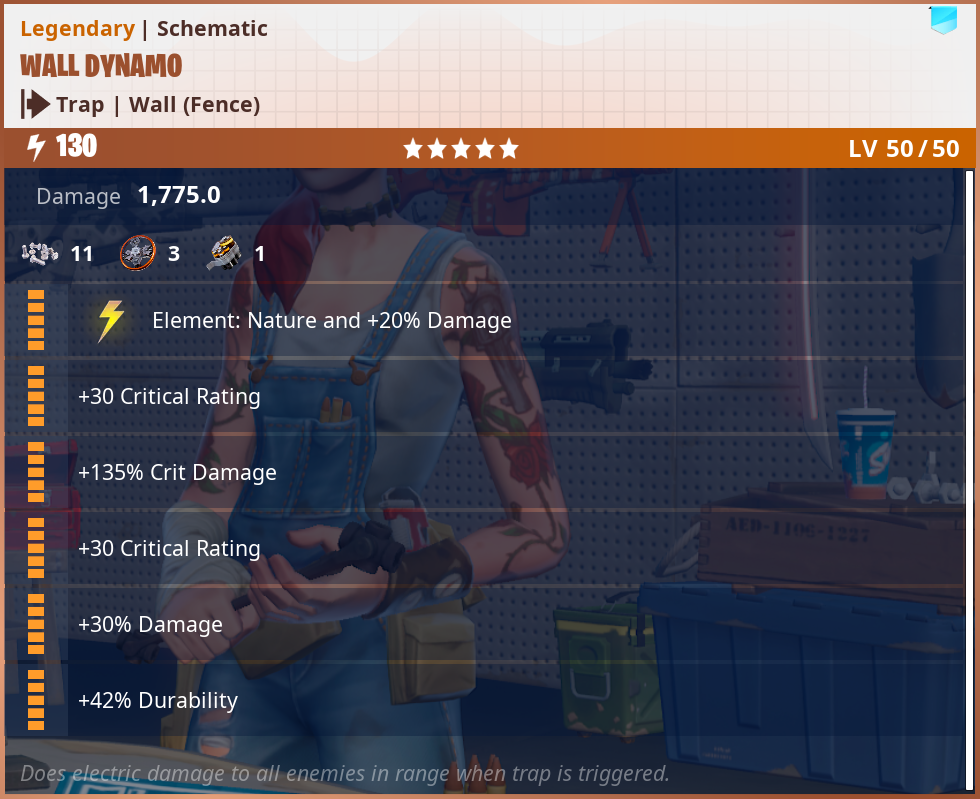 Legendary | Schematic
WALL DYNAMO
Trap | Wall (Fence)
130
LV 50/50
Damage 1,775.0
11 3 1
Element: Nature and +20% Damage
+30 Critical Rating
+135% Crit Damage
+30 Critical Rating
+30% Damage
+42% Durability
Does electric damage to all enemies in range when trap is triggered.